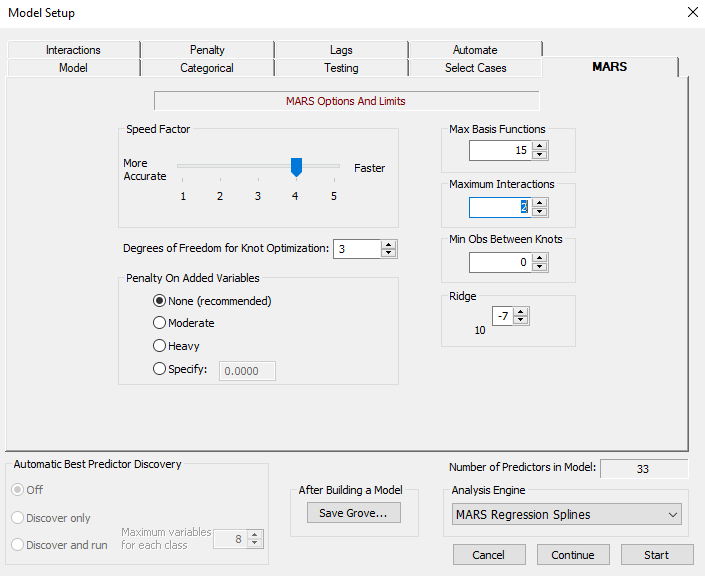 Model Setup
Interactions Penalty Lags Automate
Model Categorical Testing Select Cases MARS
MARS Options And Limits
Speed Factor
More
Accurate
Faster
1 2 3 4 5
Degrees of Freedom for Knot Optimization: 3
Penalty On Added Variables
None (recommended)
Moderate
Heavy
Specify: 0.0000
Max Basis Functions
15
Maximum Interactions
2
Min Obs Between Knots
0
Ridge
-7
10
Automatic Best Predictor Discovery
Off
Discover only
Discover and run
Maximum variables
for each class
8
After Building a Model
Save Grove...
Number of Predictors in Model: 33
Analysis Engine
MARS Regression Splines
Cancel Continue Start